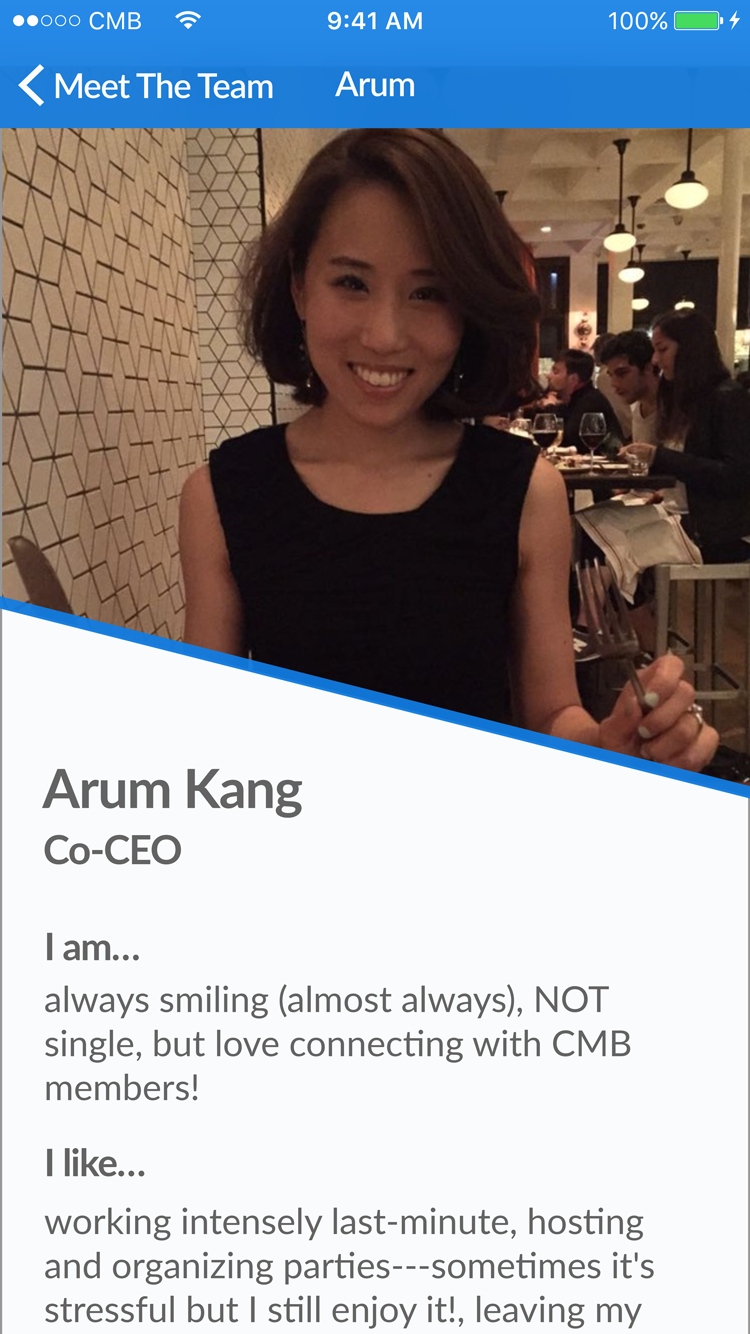 CMB 9:41 AM 100%
Meet The Team Arum
Arum Kang
Co-CEO
I am...
always smiling (almost always), NOT
single, but love connecting with CMB
members!
I like...
working intensely last-minute, hosting
and organizing parties---sometimes it's
stressful but I still enjoy it!, leaving my